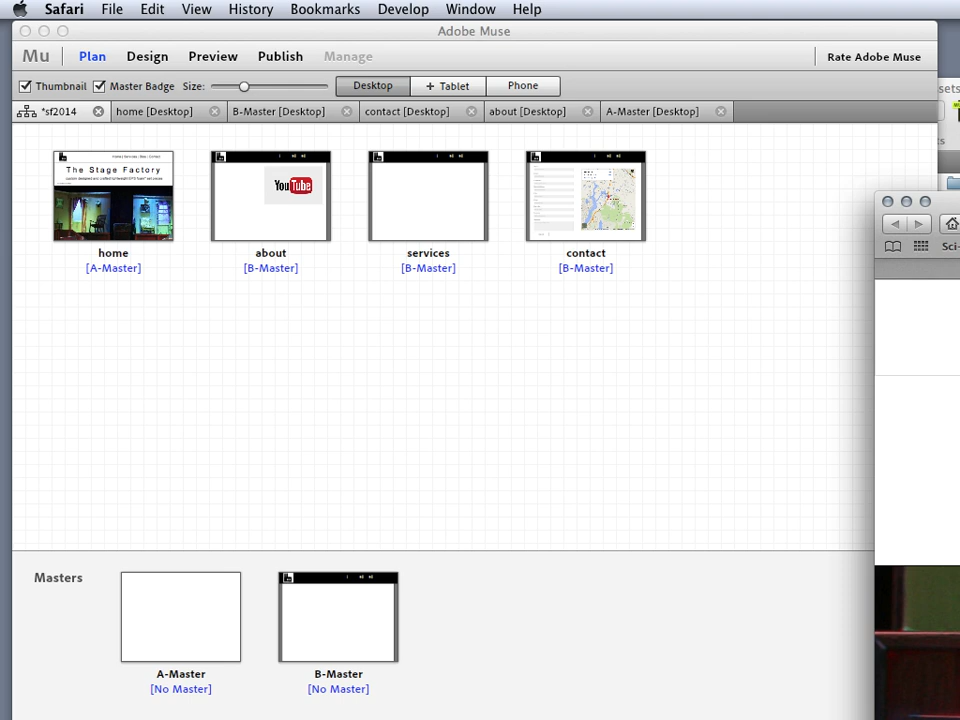 Safari File Edit View History Bookmarks Develop Window Help
Adobe Muse
Mu Plan Design Preview Publish Manage Rate Adobe Muse
Thumbnail Master Badge Size: Desktop + Tablet Phone
*sf2014 home [Desktop] B-Master [Desktop] contact [Desktop] about [Desktop] A-Master [Desktop]
The Stage Factory
YouTube
home about services contact
[A-Master] [B-Master] [B-Master] [B-Master]
Sci-
Masters
A-Master B-Master
[No Master] [No Master]